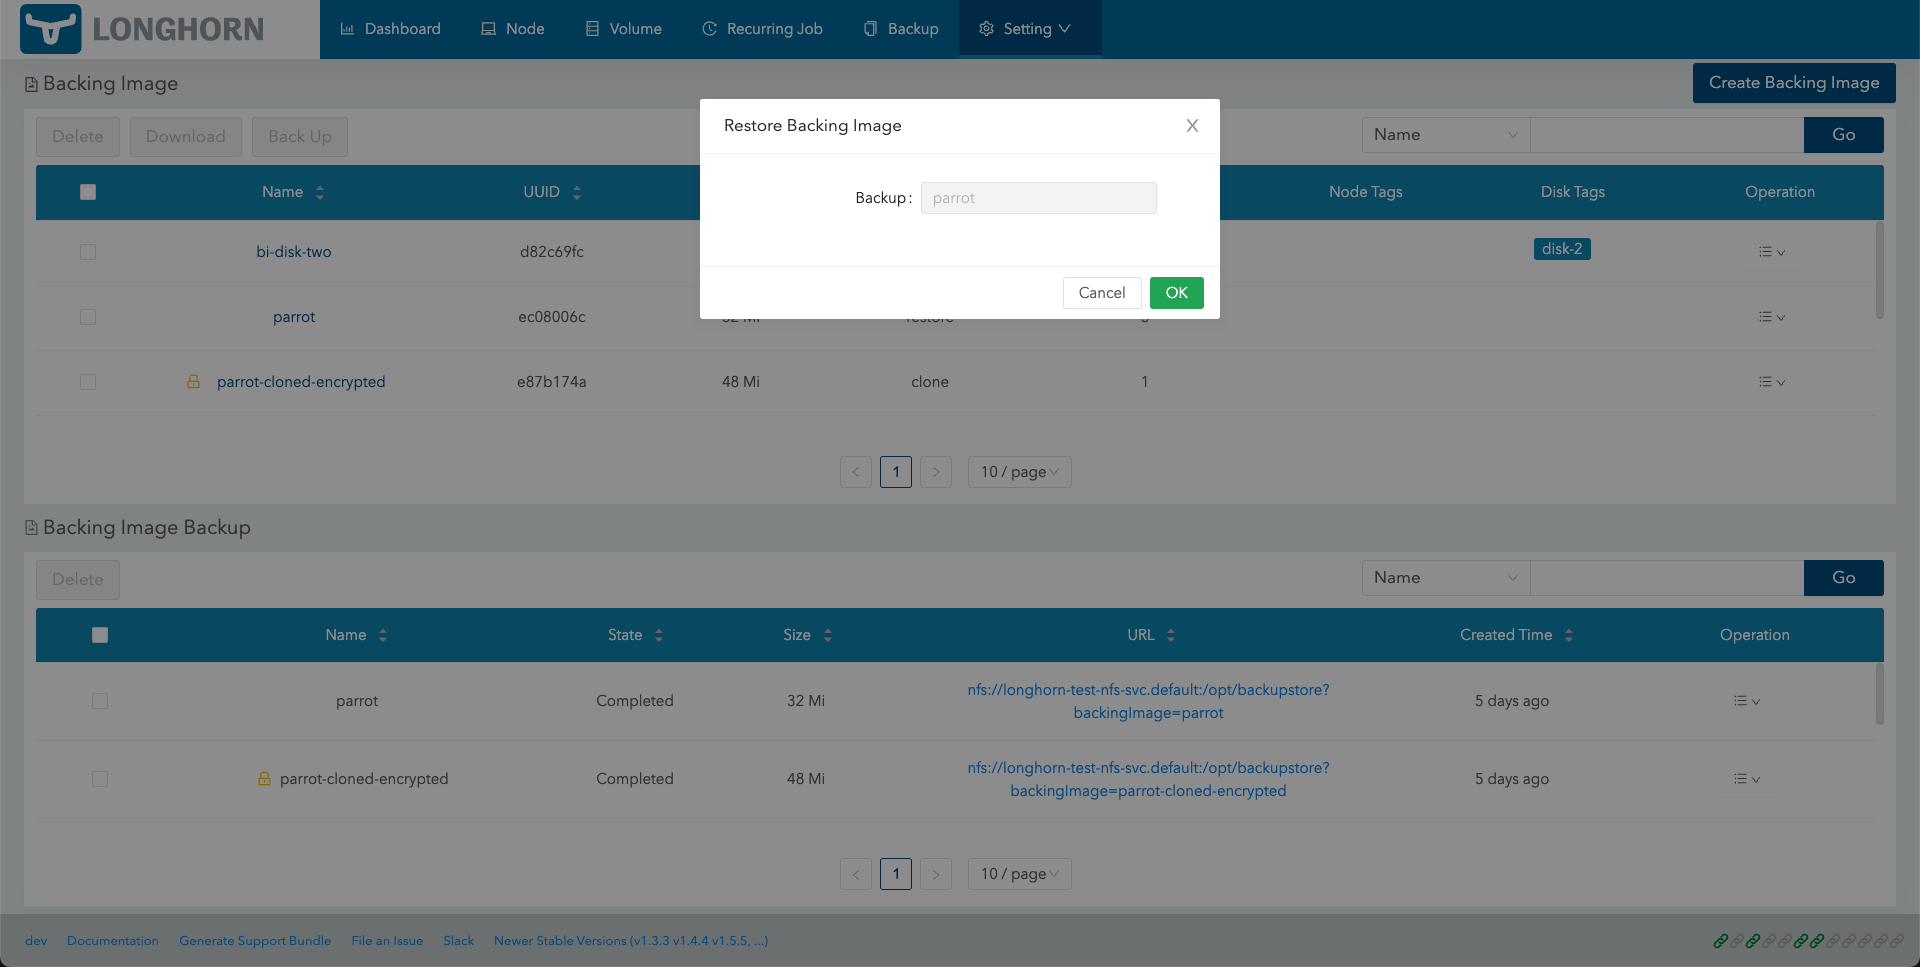 LONGHORN
Dashboard Node Volume Recurring Job Backup Setting
Backing Image Create Backing Image
Restore Backing Image
Backup: parrot
Cancel OK
Delete Download Back Up Name Go
Name UUID Node Tags Disk Tags Operation
bi-disk-two d82c69fc disk-2
parrot ec08006c
parrot-cloned-encrypted e87b174a 48 Mi clone 1
< 1 > 10 / page
Backing Image Backup
Delete Name Go
Name State Size URL Created Time Operation
parrot Completed 32 Mi nfs://longhorn-test-nfs-svc.default:/opt/backupstore?
backingImage=parrot 5 days ago
parrot-cloned-encrypted Completed 48 Mi nfs://longhorn-test-nfs-svc.default:/opt/backupstore?
backingImage=parrot-cloned-encrypted 5 days ago
< 1 > 10 / page
dev Documentation Generate Support Bundle File an Issue Slack Newer Stable Versions (v1.3.3 v1.4.4 v1.5.5, ...)